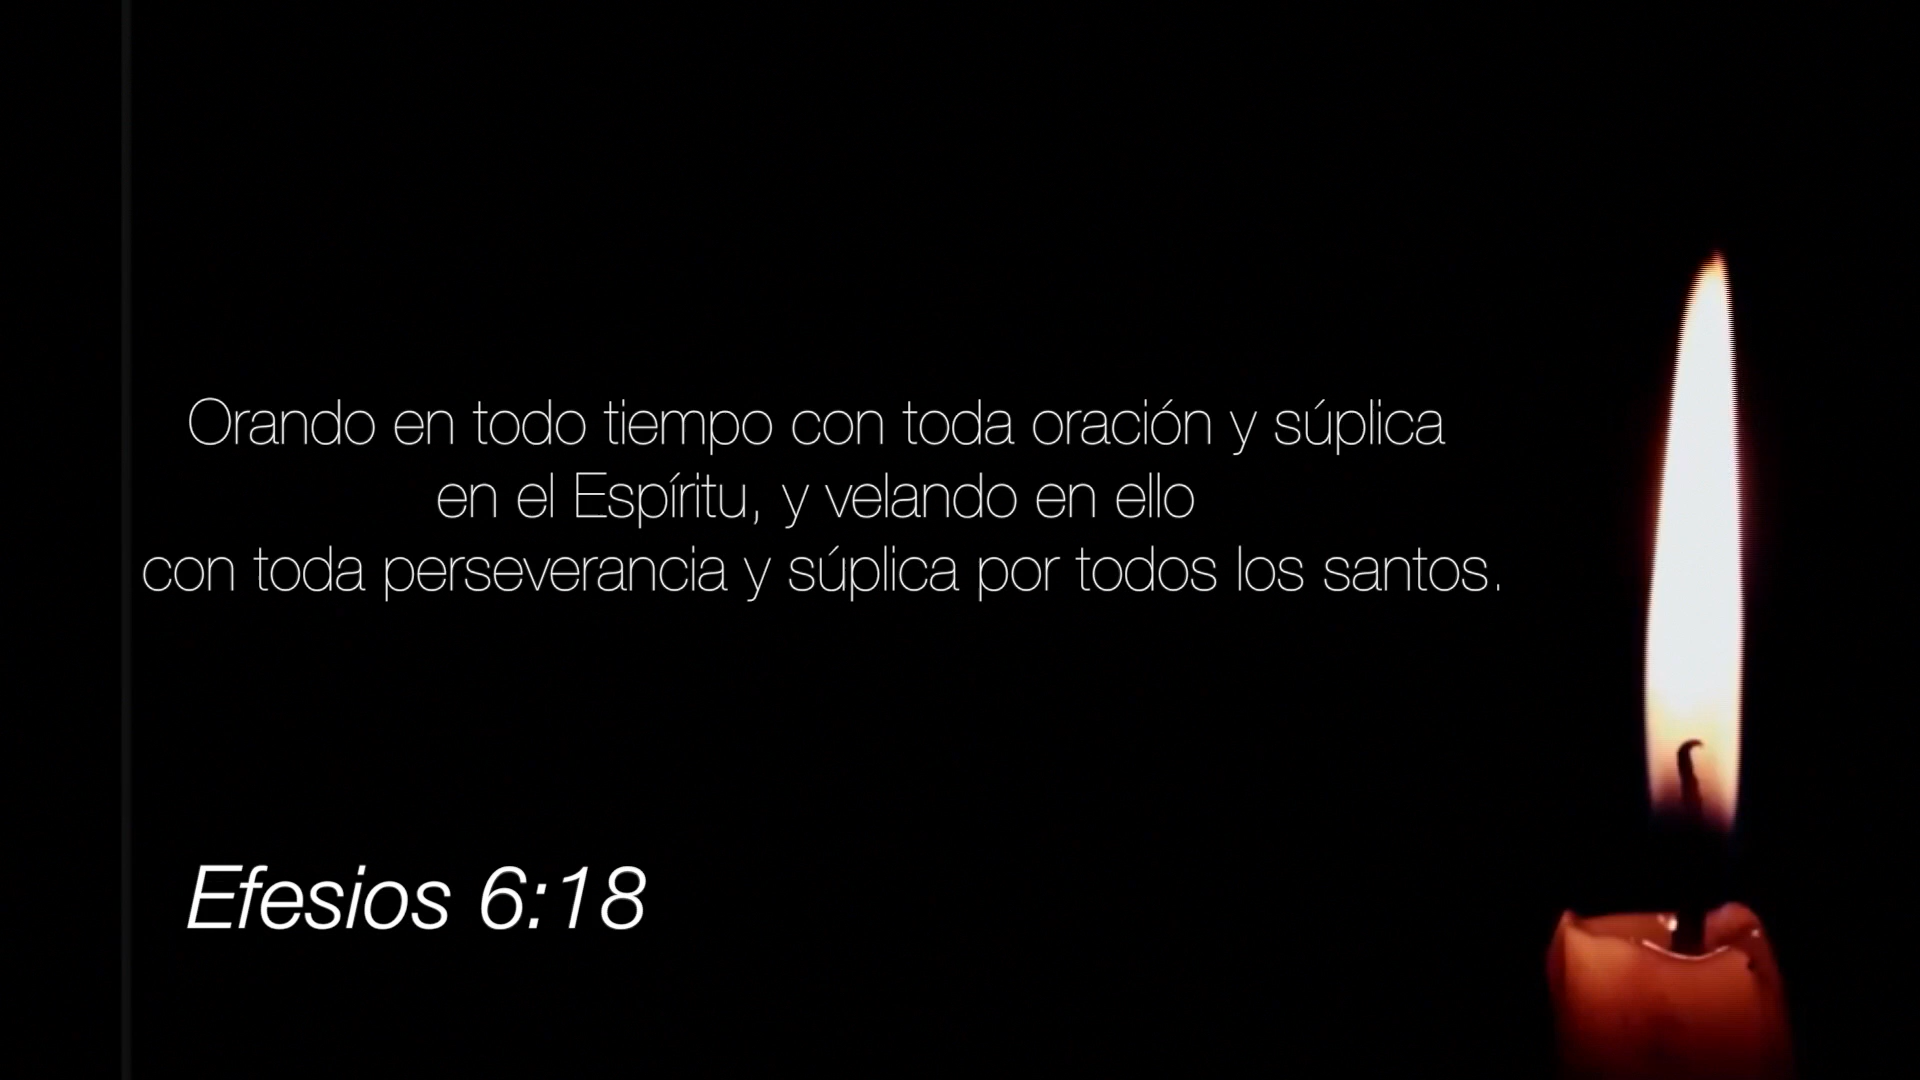 Orando en todo tiempo con toda oración y súplica
en el Espíritu, y velando en ello
con toda perseverancia y súplica por todos los santos.
Efesios 6:18